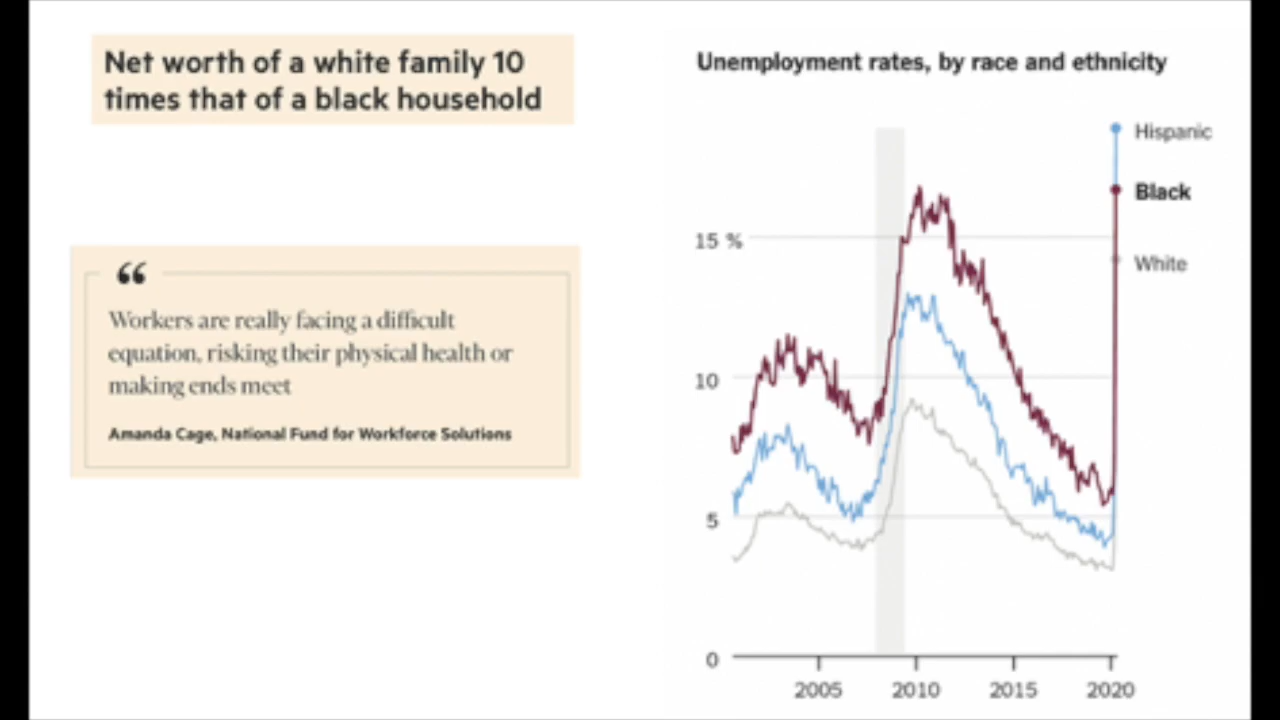 Net worth of a white family 10
times that of a black household
“
Workers are really facing a difficult
equation, risking their physical health or
making ends meet
Amanda Cage, National Fund for Workforce Solutions
Unemployment rates, by race and ethnicity
Hispanic
Black
White
15 %
10
5
0
2005 2010 2015 2020